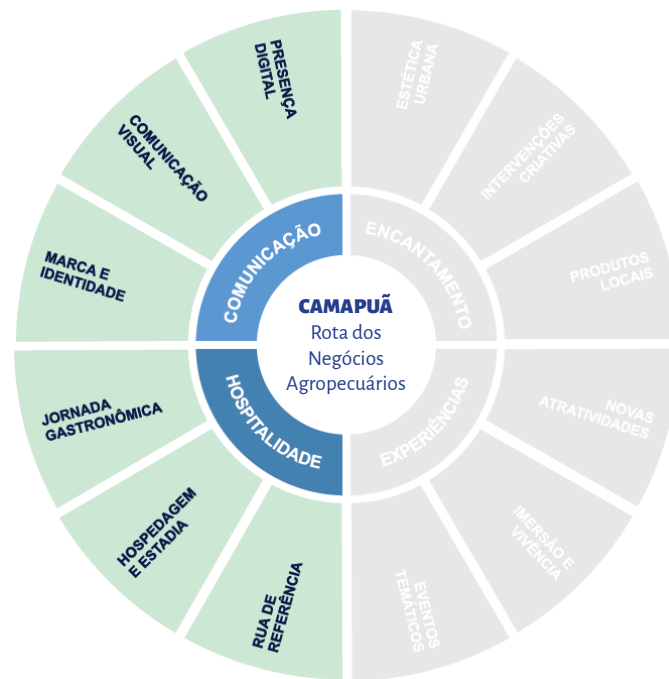 PRESENÇA
DIGITAL
ESTÉTICA
URBANA
COMUNICAÇÃO
VISUAL
INTERVENÇÕES
CRIATIVAS
MARCA E
IDENTIDADE
PRODUTOS
LOCAIS
COMUNICAÇÃO
ENCANTAMENTO
CAMAPUÃ
Rota dos
Negócios
Agropecuários
HOSPITALIDADE
EXPERIÊNCIAS
JORNADA
GASTRONÔMICA
NOVAS
ATRATIVIDADES
HOSPEDAGEM
E ESTADIA
IMERSÃO E
VIVÊNCIA
RUA DE
REFERÊNCIA
EVENTOS
TEMÁTICOS